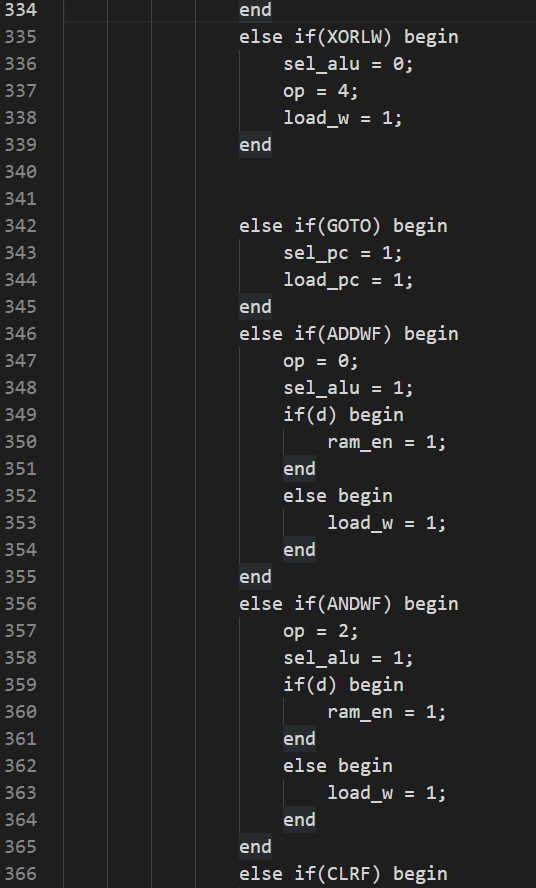 334 end
335 else if(XORLW) begin
336 sel_alu = 0;
337 op = 4;
338 load_w = 1;
339 end
340
341
342 else if(GOTO) begin
343 sel_pc = 1;
344 load_pc = 1;
345 end
346 else if(ADDWF) begin
347 op = 0;
348 sel_alu = 1;
349 if(d) begin
350 ram_en = 1;
351 end
352 else begin
353 load_w = 1;
354 end
355 end
356 else if(ANDWF) begin
357 op = 2;
358 sel_alu = 1;
359 if(d) begin
360 ram_en = 1;
361 end
362 else begin
363 load_w = 1;
364 end
365 end
366 else if(CLRF) begin